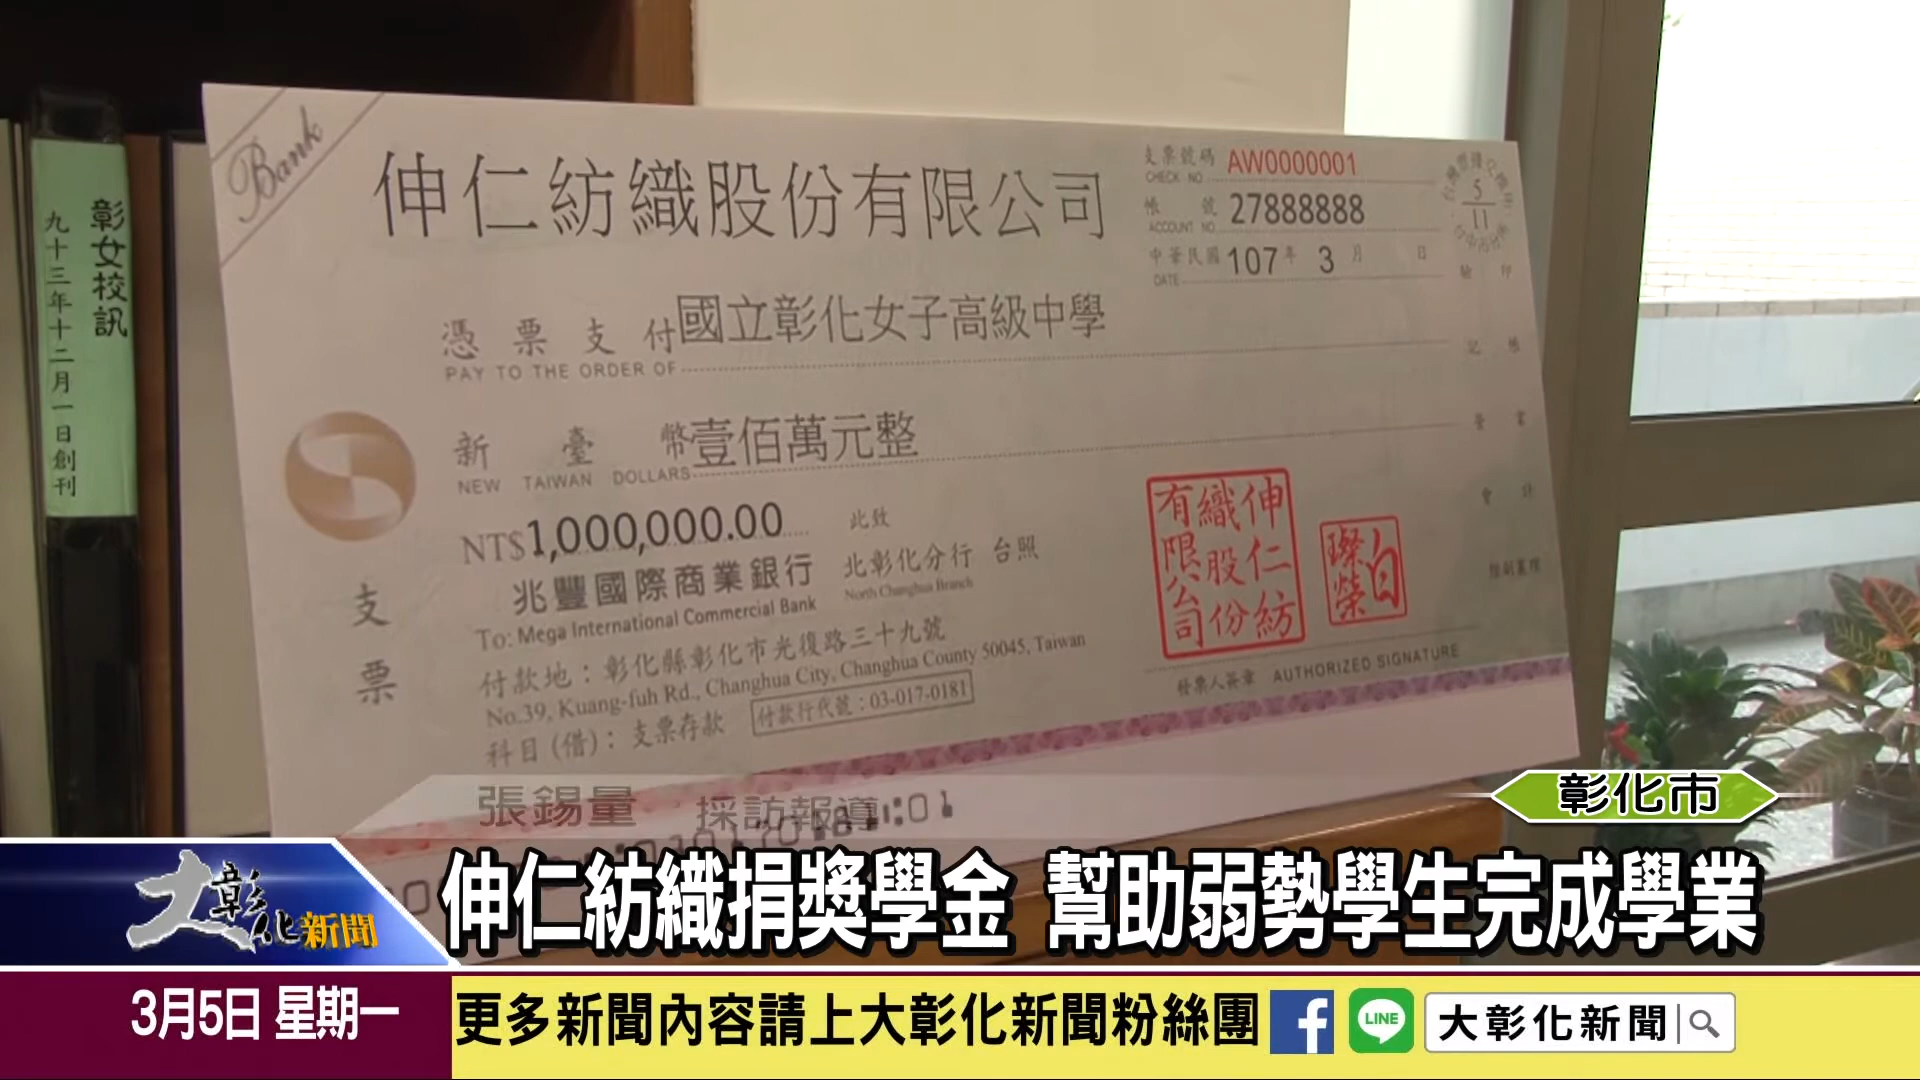 Bank
伸仁紡織股份有限公司
支票號碼 AW0000001
CHECK NO
帳 號 27888888
ACCOUNT NO
中華民國 107 年 3 月 日
DATE
5
11
憑票支付 國立彰化女子高級中學
PAY TO THE ORDER OF
新臺幣 壹佰萬元整
NEW TAIWAN DOLLARS
NT$1,000,000.00
此致
兆豐國際商業銀行 北彰化分行 台照
To: Mega International Commercial Bank North Changhua Branch
付款地：彰化縣彰化市光復路三十九號
No.39, Kuang-fuh Rd., Changhua City, Changhua County 50045, Taiwan
科目(借)：支票存款 付款行代號：03-017-0181
支票
伸仁紡織股份有限公司
發票人簽章 AUTHORIZED SIGNATURE
彰女校訊
九十三年十二月一日創刊
張錫量 採訪報導
彰化市
大彰化新聞
伸仁紡織捐獎學金 幫助弱勢學生完成學業
3月5日 星期一
更多新聞內容請上大彰化新聞粉絲團
LINE
大彰化新聞